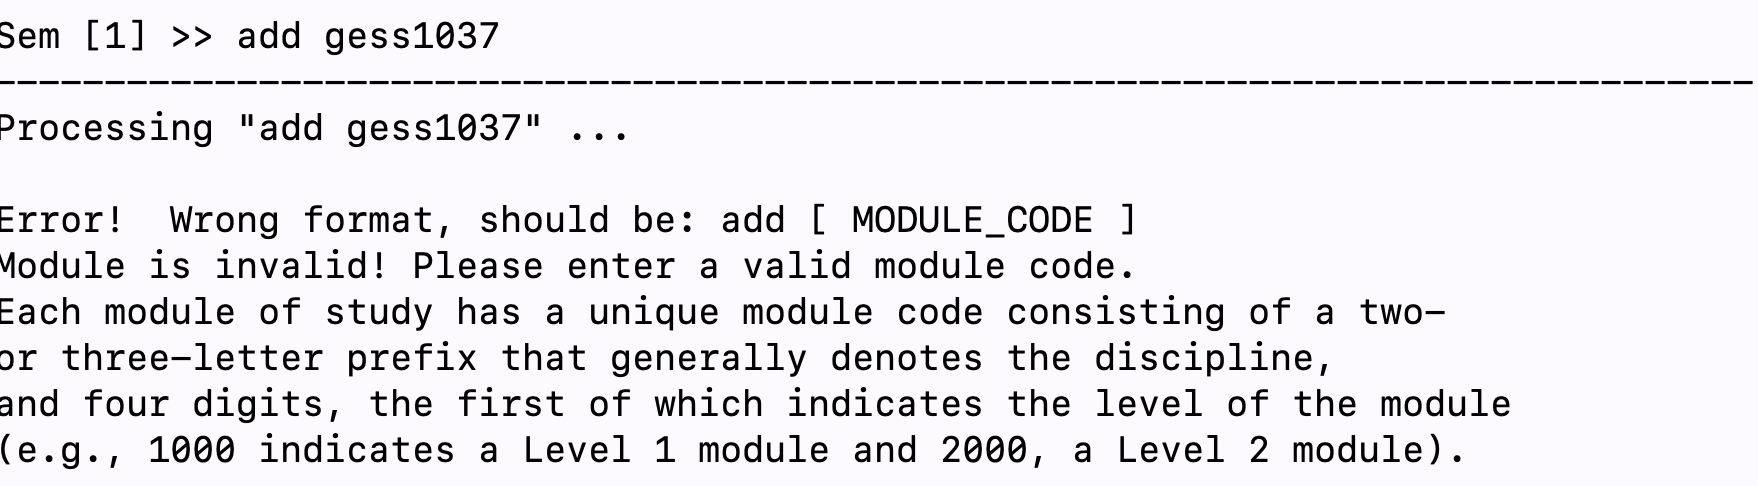 Sem [1] >> add gess1037
--------------------------------------------------------------------------------
Processing "add gess1037" ...
Error!  Wrong format, should be: add [ MODULE_CODE ]
Module is invalid! Please enter a valid module code.
Each module of study has a unique module code consisting of a two-
or three-letter prefix that generally denotes the discipline,
and four digits, the first of which indicates the level of the module
(e.g., 1000 indicates a Level 1 module and 2000, a Level 2 module).